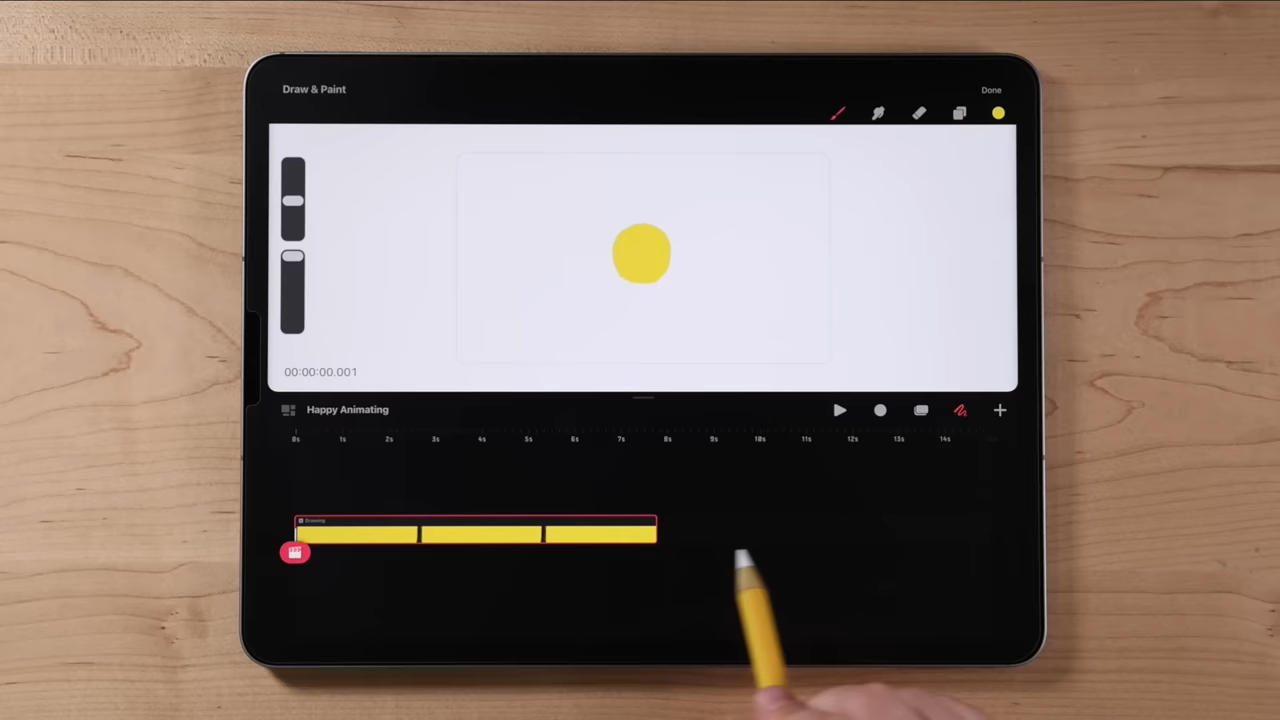 Draw & Paint
Done
00:00:00.001
Happy Animating
0s 1s 2s 3s 4s 5s 6s 7s 8s 9s 10s 11s 12s 13s 14s
Drawing